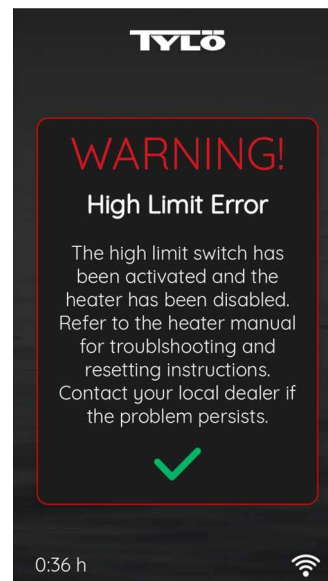 TYLÖ
WARNING!
High Limit Error
The high limit switch has
been activated and the
heater has been disabled.
Refer to the heater manual
for troublshooting and
resetting instructions.
Contact your local dealer if
the problem persists.
0:36 h